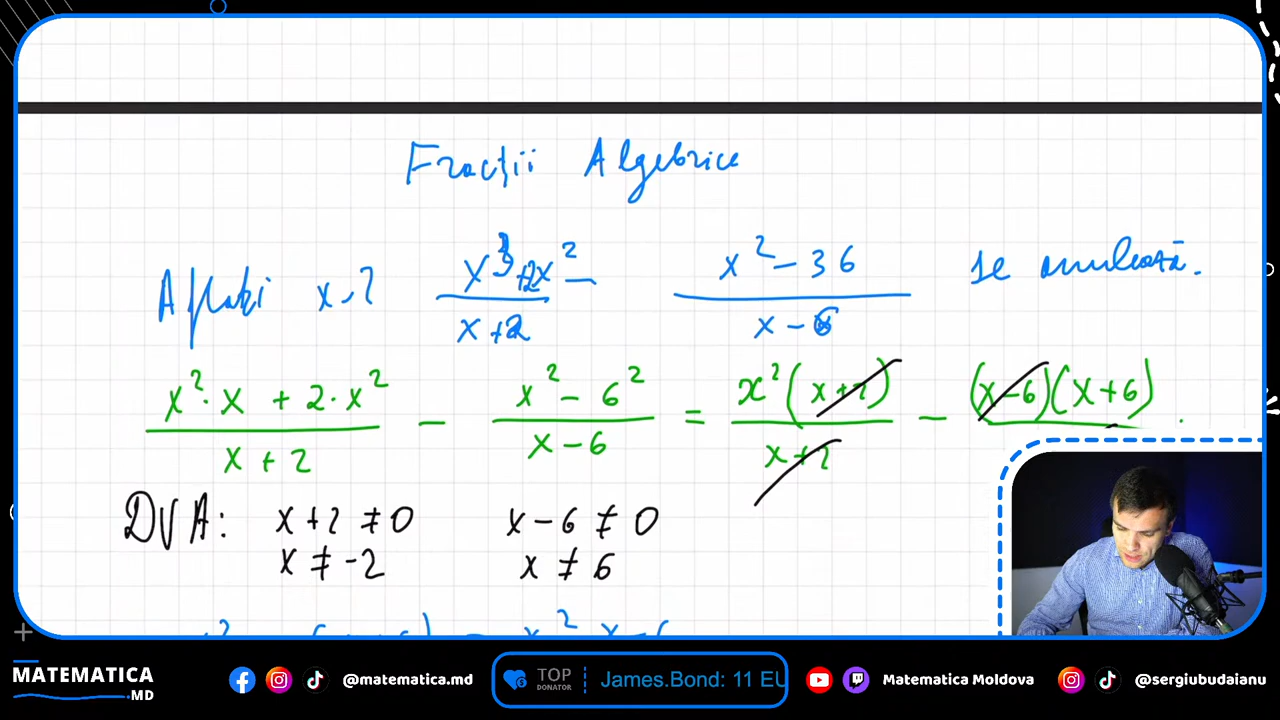 Fracții Algebrice
Aflați x-? x³+2x²/x+2 - x²-36/x-6 se anulează.
x²·x + 2·x²/x+2 - x²-6²/x-6 = x²(x+2)/x+2 - (x-6)(x+6)
DVA: x+2≠0 x-6≠0
x≠-2 x≠6
MATEMATICA
.MD
@matematica.md
TOP
DONATOR
James.Bond: 11 EU
Matematica Moldova
@sergiubudaianu